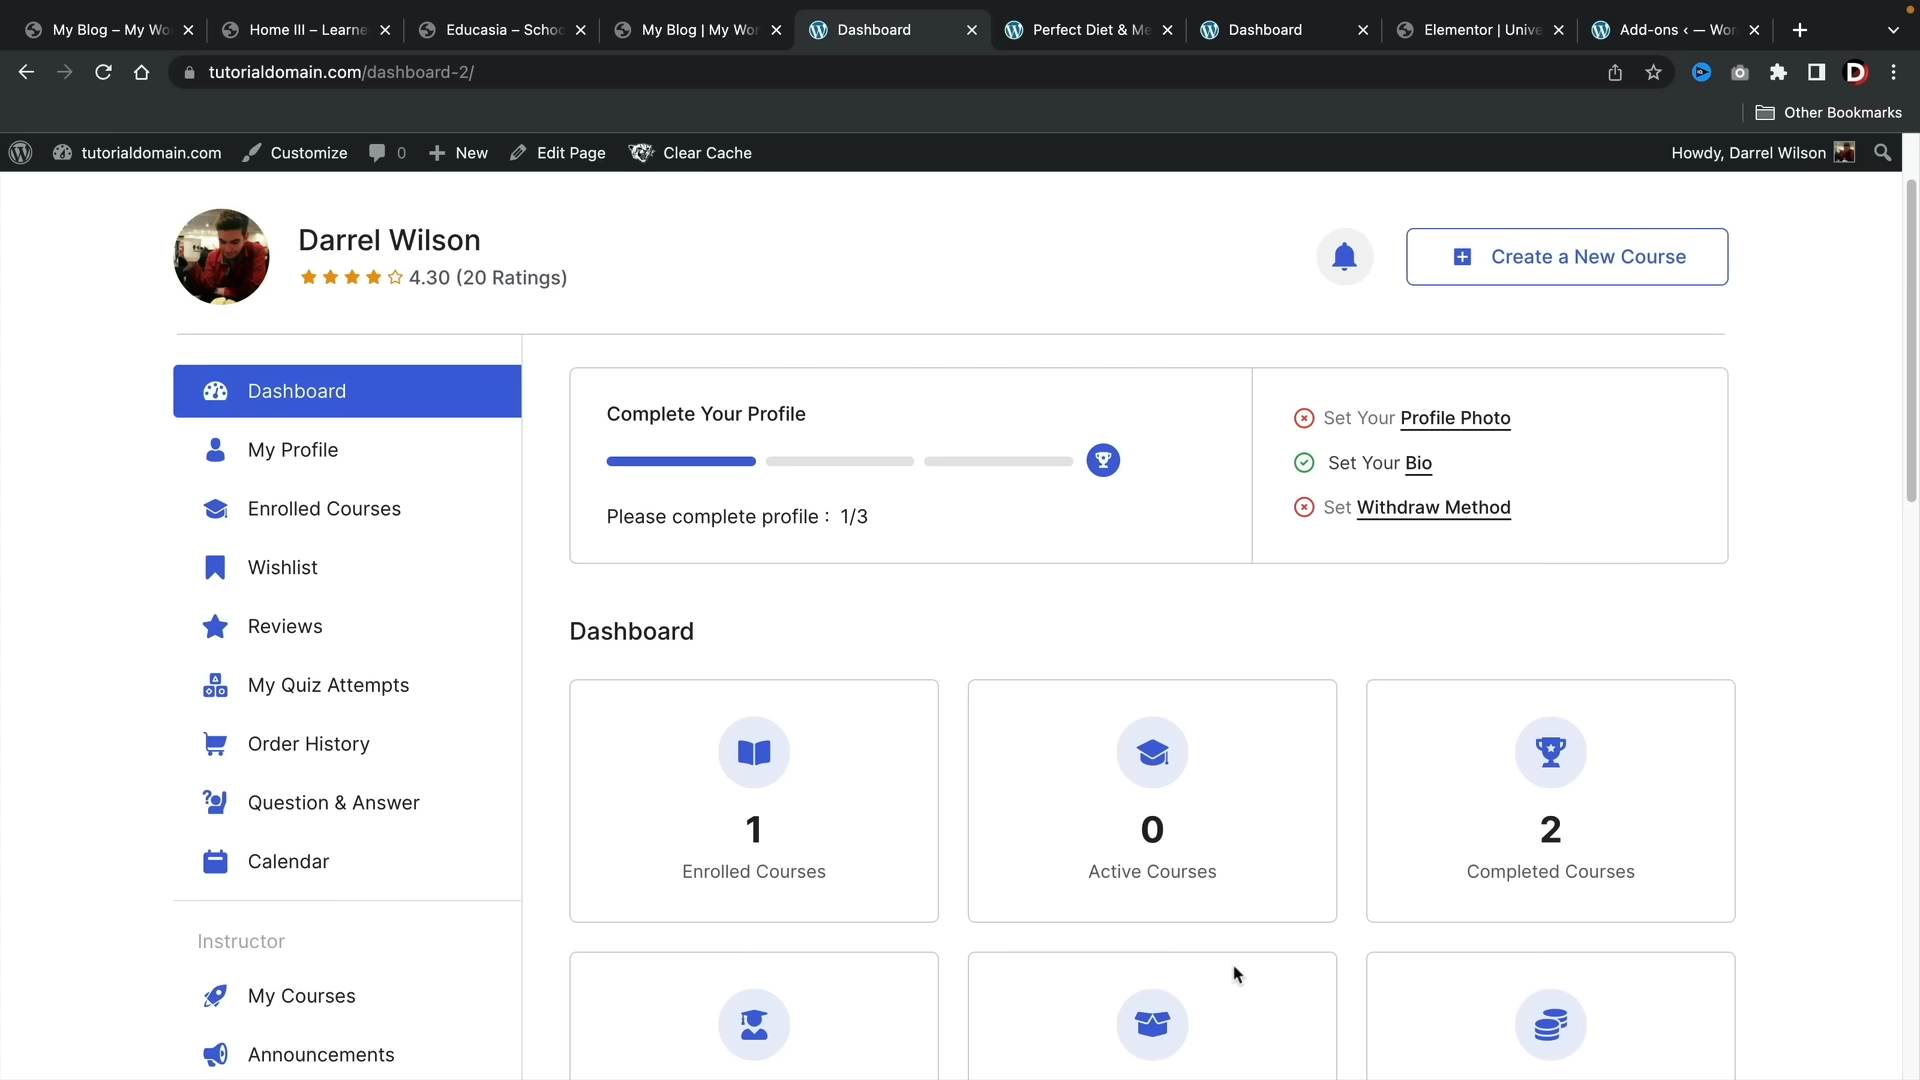 My Blog – My Wo
Home III – Learne
Educasia – Schoo
My Blog | My Wor
Dashboard
Perfect Diet & Me
Dashboard
Elementor | Unive
Add-ons ‹ — Wor
tutorialdomain.com/dashboard-2/
Other Bookmarks
tutorialdomain.com
Customize
0
New
Edit Page
Clear Cache
Howdy, Darrel Wilson
Darrel Wilson
4.30 (20 Ratings)
Create a New Course
Dashboard
My Profile
Enrolled Courses
Wishlist
Reviews
My Quiz Attempts
Order History
Question & Answer
Calendar
Instructor
My Courses
Announcements
Complete Your Profile
Please complete profile : 1/3
Set Your Profile Photo
Set Your Bio
Set Withdraw Method
Dashboard
1
Enrolled Courses
0
Active Courses
2
Completed Courses